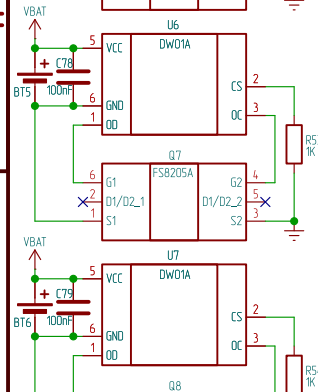 VBAT
U6
5 VCC DW01A
+ C78
CS 2
BT5 100nF 6 GND
OC 3
1 OD
R5
1K
Q7
6 G1 FS8205A G2 4
2 D1/D2_1 D1/D2_2 5
1 S1 S2 3
VBAT
U7
5 VCC DW01A
+ C79
CS 2
BT6 100nF 6 GND
OC 3
1 OD
R5
1K
Q8